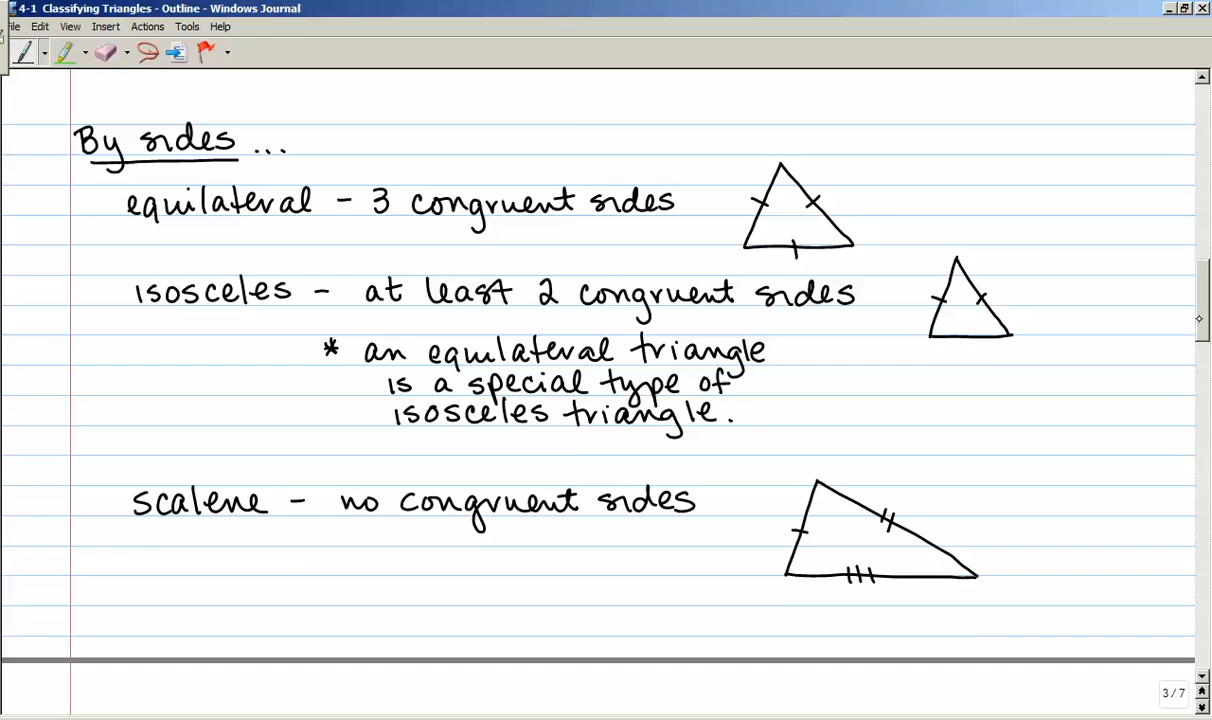 4-1 Classifying Triangles - Outline - Windows Journal
File Edit View Insert Actions Tools Help
By sides ...
equilateral - 3 congruent sides
isosceles - at least 2 congruent sides
* an equilateral triangle
is a special type of
isosceles triangle.
scalene - no congruent sides
3 / 7